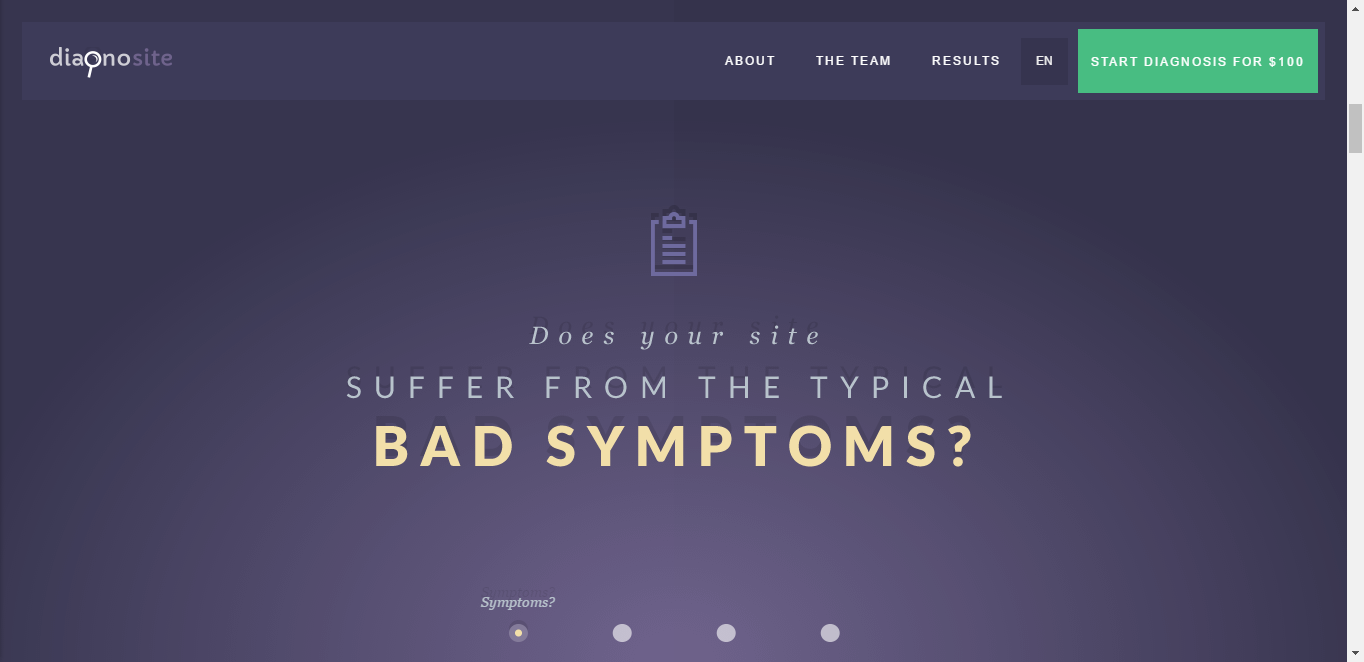 diagnosite
ABOUT THE TEAM RESULTS EN START DIAGNOSIS FOR $100
Does your site
SUFFER FROM THE TYPICAL
BAD SYMPTOMS?
Symptoms?